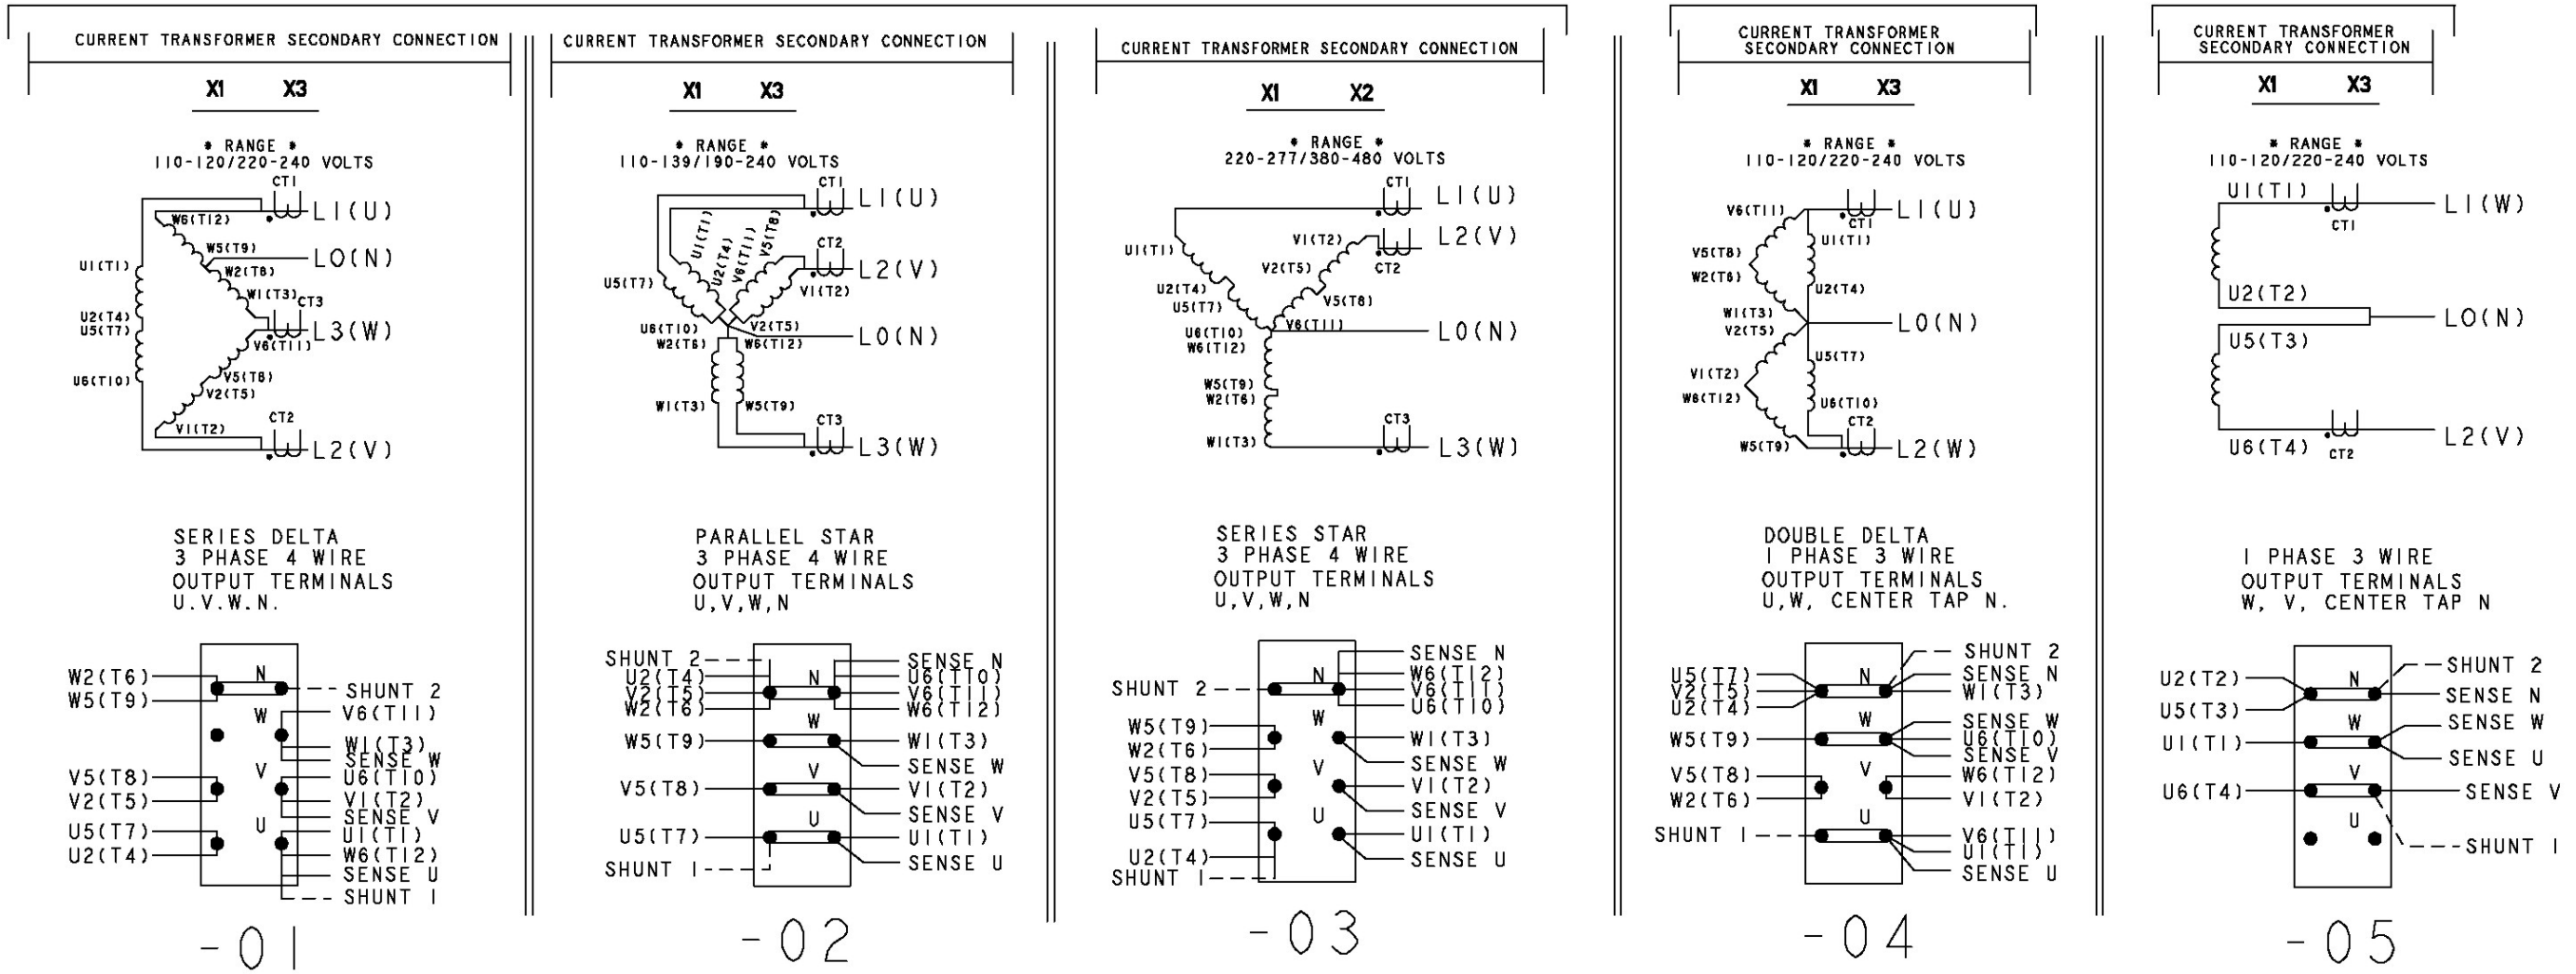 CURRENT TRANSFORMER SECONDARY CONNECTION
X1 X3
* RANGE *
110-120/220-240 VOLTS
CT1
L1(U)
W6(T12)
W5(T9)
L0(N)
U1(T1)
W2(T6)
W1(T3)
CT3
U2(T4)
U5(T7)
L3(W)
V6(T11)
U6(T10)
V5(T8)
V2(T5)
CT2
V1(T2)
L2(V)
SERIES DELTA
3 PHASE 4 WIRE
OUTPUT TERMINALS
U.V.W.N.
W2(T6)
N
W5(T9)
SHUNT 2
V6(T11)
W
W1(T3)
SENSE W
V5(T8)
V
U6(T10)
V2(T5)
V1(T2)
SENSE V
U5(T7)
U
U1(T1)
U2(T4)
W6(T12)
SENSE U
SHUNT 1
-01
CURRENT TRANSFORMER SECONDARY CONNECTION
X1 X3
* RANGE *
110-139/190-240 VOLTS
CT1
L1(U)
U1(T1)
U2(T4)
V6(T11)
V5(T8)
CT2
L2(V)
U5(T7)
V1(T2)
U6(T10)
V2(T5)
W2(T6)
W6(T12)
L0(N)
W1(T3)
W5(T9)
CT3
L3(W)
PARALLEL STAR
3 PHASE 4 WIRE
OUTPUT TERMINALS
U,V,W,N
SHUNT 2
SENSE N
U2(T4)
N
U6(T10)
V2(T5)
V6(T11)
W2(T6)
W6(T12)
W
W5(T9)
W1(T3)
SENSE W
V
V5(T8)
V1(T2)
SENSE V
U
U5(T7)
U1(T1)
SHUNT 1
SENSE U
-02
CURRENT TRANSFORMER SECONDARY CONNECTION
X1 X2
* RANGE *
220-277/380-480 VOLTS
CT1
L1(U)
V1(T2)
L2(V)
U1(T1)
V2(T5)
CT2
U2(T4)
U5(T7)
V5(T8)
U6(T10)
V6(T11)
L0(N)
W6(T12)
W5(T9)
W2(T6)
CT3
W1(T3)
L3(W)
SERIES STAR
3 PHASE 4 WIRE
OUTPUT TERMINALS
U,V,W,N
SENSE N
N
W6(T12)
SHUNT 2
V6(T11)
U6(T10)
W5(T9)
W
W2(T6)
W1(T3)
SENSE W
V5(T8)
V
V2(T5)
V1(T2)
SENSE V
U5(T7)
U
U1(T1)
U2(T4)
SENSE U
SHUNT 1
-03
CURRENT TRANSFORMER
SECONDARY CONNECTION
X1 X3
* RANGE *
110-120/220-240 VOLTS
V6(T11)
L1(U)
CT1
U1(T1)
V5(T8)
W2(T6)
U2(T4)
W1(T3)
V2(T5)
L0(N)
U5(T7)
V1(T2)
W6(T12)
U6(T10)
CT2
W5(T9)
L2(W)
DOUBLE DELTA
1 PHASE 3 WIRE
OUTPUT TERMINALS
U,W, CENTER TAP N.
SHUNT 2
U5(T7)
N
SENSE N
V2(T5)
W1(T3)
U2(T4)
W
SENSE W
W5(T9)
U6(T10)
SENSE V
V5(T8)
V
W6(T12)
W2(T6)
V1(T2)
U
SHUNT 1
V6(T11)
U1(T1)
SENSE U
-04
CURRENT TRANSFORMER
SECONDARY CONNECTION
X1 X3
* RANGE *
110-120/220-240 VOLTS
U1(T1)
L1(W)
CT1
U2(T2)
L0(N)
U5(T3)
L2(V)
U6(T4)
CT2
1 PHASE 3 WIRE
OUTPUT TERMINALS
W, V, CENTER TAP N
SHUNT 2
U2(T2)
N
SENSE N
U5(T3)
W
SENSE W
U1(T1)
SENSE U
V
U6(T4)
SENSE V
U
SHUNT 1
-05